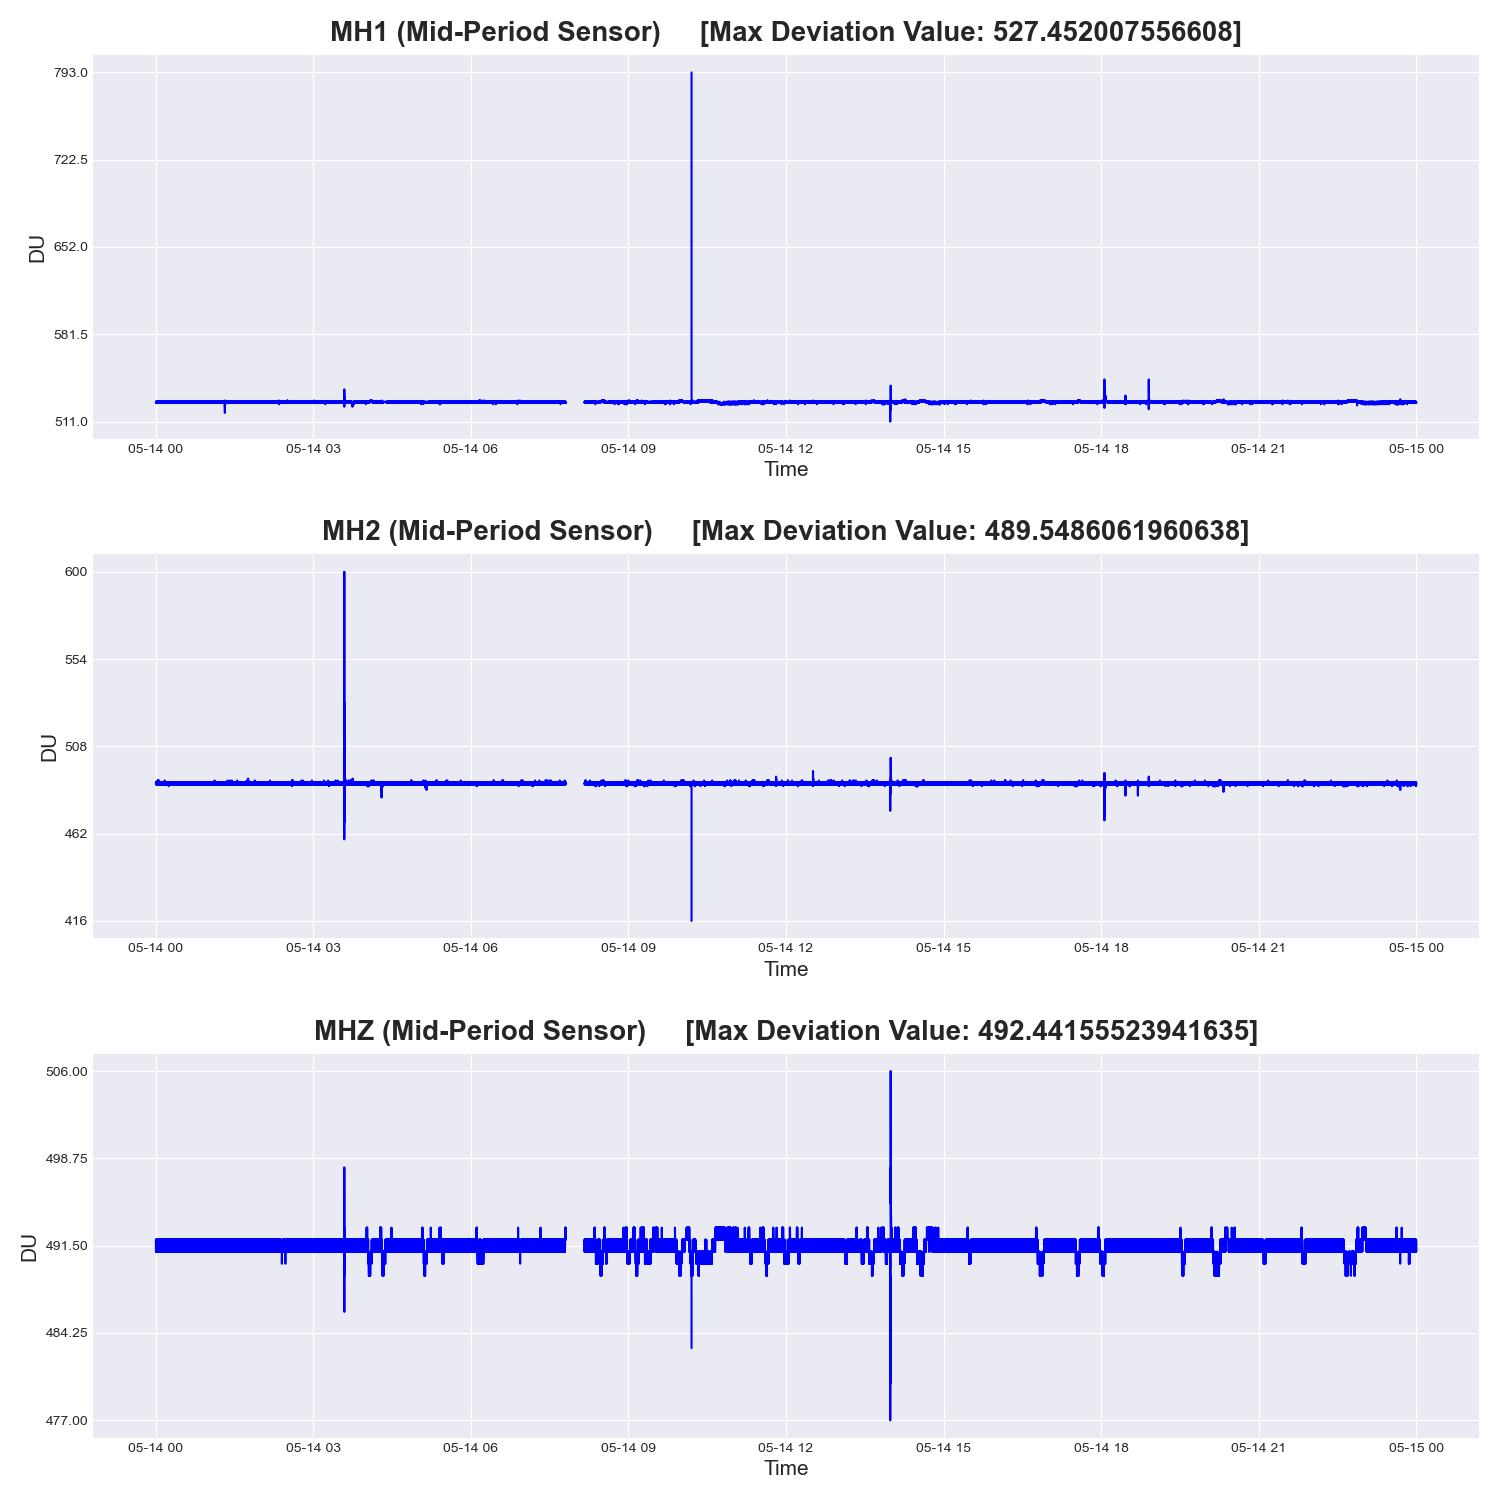 MH1 (Mid-Period Sensor) [Max Deviation Value: 527.452007556608]
793.0
722.5
652.0
581.5
511.0
DU
05-14 00 05-14 03 05-14 06 05-14 09 05-14 12 05-14 15 05-14 18 05-14 21 05-15 00
Time
MH2 (Mid-Period Sensor) [Max Deviation Value: 489.5486061960638]
600
554
508
462
416
DU
05-14 00 05-14 03 05-14 06 05-14 09 05-14 12 05-14 15 05-14 18 05-14 21 05-15 00
Time
MHZ (Mid-Period Sensor) [Max Deviation Value: 492.44155523941635]
506.00
498.75
491.50
484.25
477.00
DU
05-14 00 05-14 03 05-14 06 05-14 09 05-14 12 05-14 15 05-14 18 05-14 21 05-15 00
Time